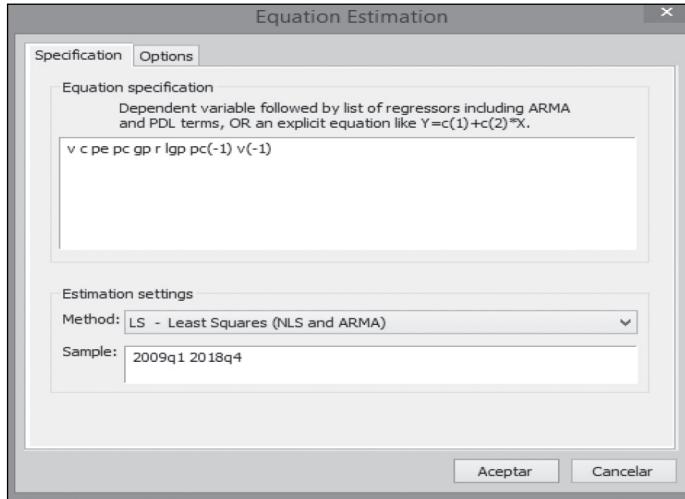 Equation Estimation
Specification
Options
Equation specification
Dependent variable followed by list of regressors including ARMA
and PDL terms, OR an explicit equation like Y=c(1)+c(2)*X.
v c pe pc gp r lgp pc(-1) v(-1)
Estimation settings
Method: LS - Least Squares (NLS and ARMA)
Sample: 2009q1 2018q4
Aceptar
Cancelar